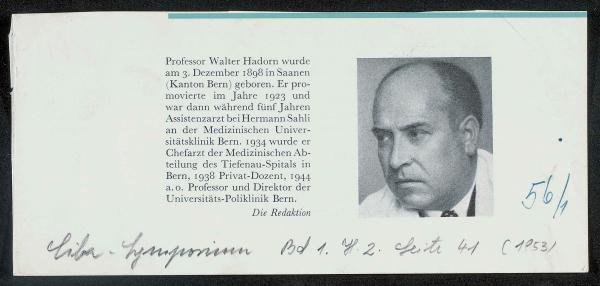 Professor Walter Hadorn wurde
am 3. Dezember 1898 in Saanen
(Kanton Bern) geboren. Er pro-
movierte im Jahre 1923 und
war dann während fünf Jahren
Assistenzarzt bei Hermann Sahli
an der Medizinischen Univer-
sitätsklinik Bern. 1934 wurde er
Chefarzt der Medizinischen Ab-
teilung des Tiefenau-Spitals in
Bern, 1938 Privat-Dozent, 1944
a. o. Professor und Direktor der
Universitäts-Poliklinik Bern.
Die Redaktion
56/1
Ciba-Symposium Bd 1. H. 2. Seite 41 (1953)